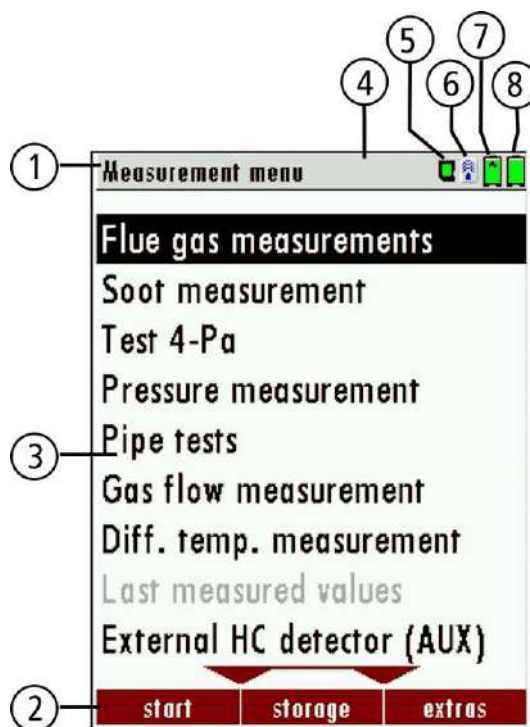 5 7
4 6 8
1 Measurement menu
Flue gas measurements
Soot measurement
Test 4-Pa
Pressure measurement
3 Pipe tests
Gas flow measurement
Diff. temp. measurement
Last measured values
External HC detector (AUX)
2 start storage extras